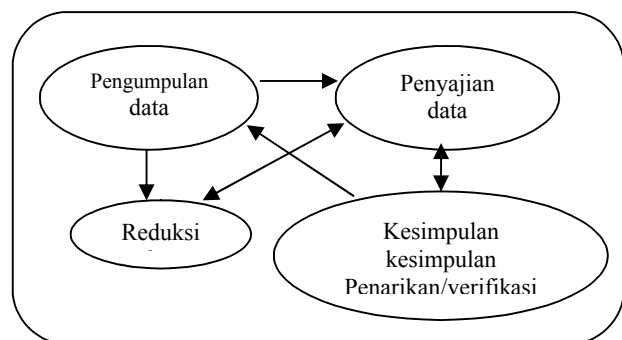 Pengumpulan
data
Penyajian
data
Reduksi
Kesimpulan
kesimpulan
Penarikan/verifikasi